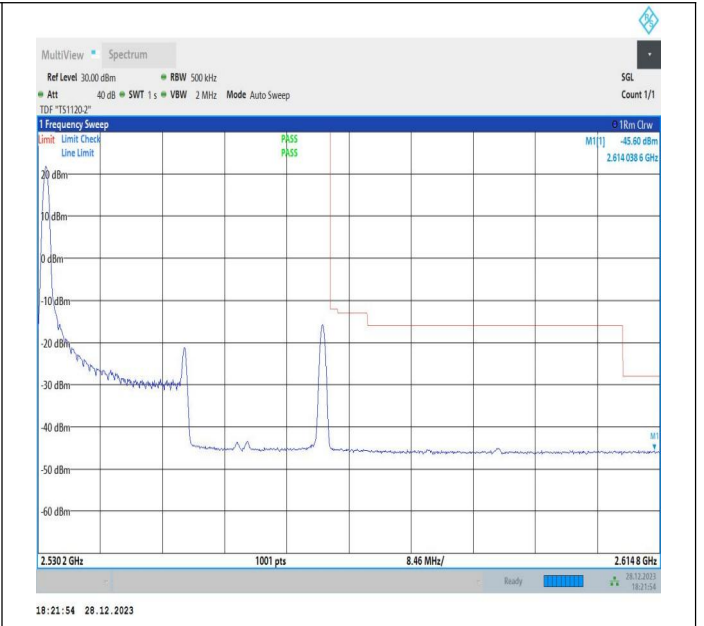 R S
MultiView Spectrum
Ref Level 30.00 dBm RBW 500 kHz SGL
Att 40 dB SWT 1 s VBW 2 MHz Mode Auto Sweep Count 1/1
TDF "TS1120-2"
1 Frequency Sweep 1Rm Clrw
Limit Limit Check PASS M1[1] -45.60 dBm
Line Limit PASS 2.614 038 6 GHz
20 dBm
10 dBm
0 dBm
-10 dBm
-20 dBm
-30 dBm
-40 dBm
M1
-50 dBm
-60 dBm
2.530 2 GHz 1001 pts 8.46 MHz/ 2.614 8 GHz
Ready 28.12.2023
18:21:54
18:21:54 28.12.2023